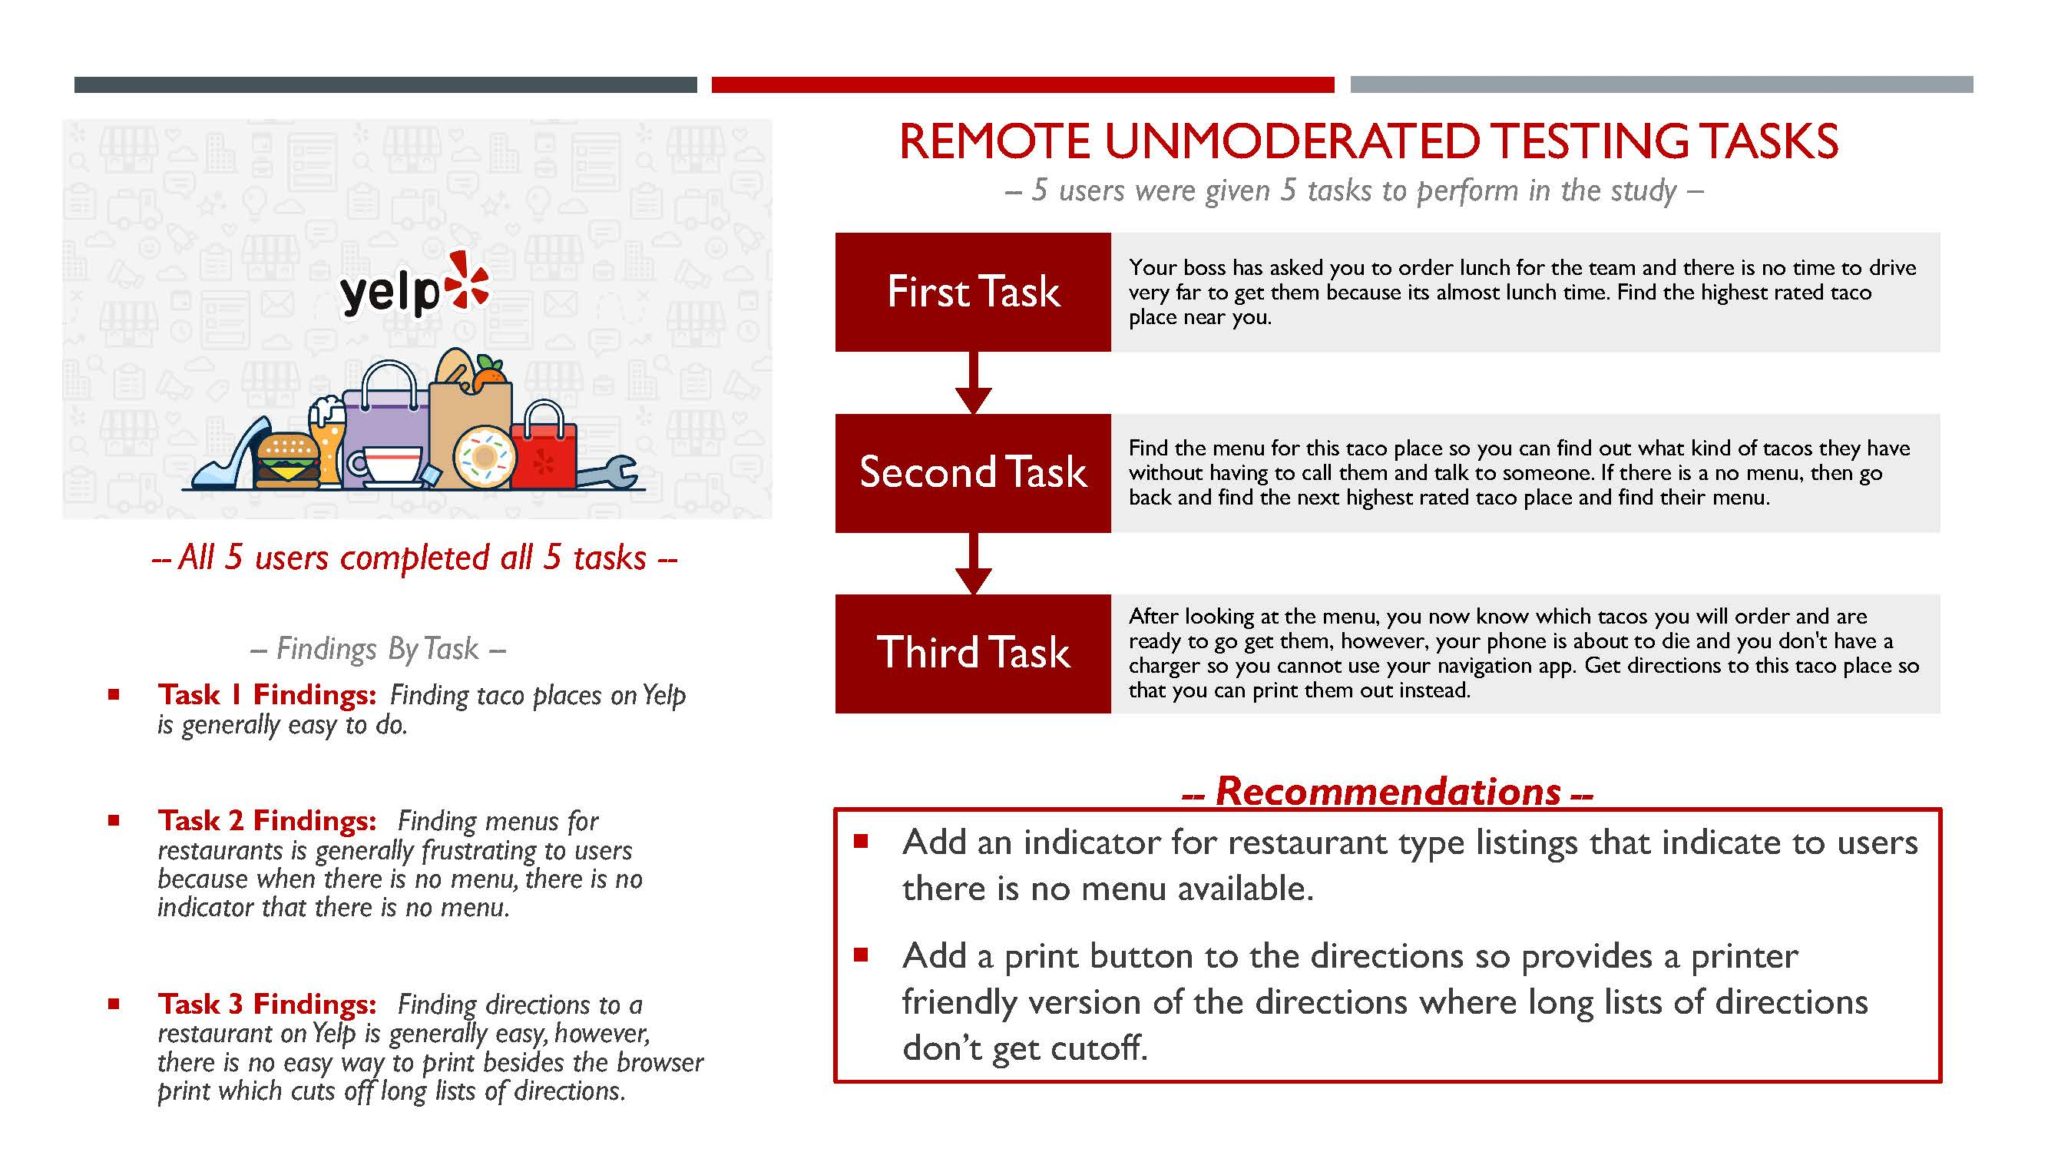 yelp
-- All 5 users completed all 5 tasks --
– Findings By Task –
▪ Task 1 Findings: Finding taco places on Yelp
is generally easy to do.
▪ Task 2 Findings: Finding menus for
restaurants is generally frustrating to users
because when there is no menu, there is no
indicator that there is no menu.
▪ Task 3 Findings: Finding directions to a
restaurant on Yelp is generally easy, however,
there is no easy way to print besides the browser
print which cuts off long lists of directions.
REMOTE UNMODERATED TESTING TASKS
– 5 users were given 5 tasks to perform in the study –
First Task
Your boss has asked you to order lunch for the team and there is no time to drive
very far to get them because its almost lunch time. Find the highest rated taco
place near you.
Second Task
Find the menu for this taco place so you can find out what kind of tacos they have
without having to call them and talk to someone. If there is a no menu, then go
back and find the next highest rated taco place and find their menu.
Third Task
After looking at the menu, you now know which tacos you will order and are
ready to go get them, however, your phone is about to die and you don't have a
charger so you cannot use your navigation app. Get directions to this taco place so
that you can print them out instead.
-- Recommendations --
▪ Add an indicator for restaurant type listings that indicate to users
there is no menu available.
▪ Add a print button to the directions so provides a printer
friendly version of the directions where long lists of directions
don’t get cutoff.